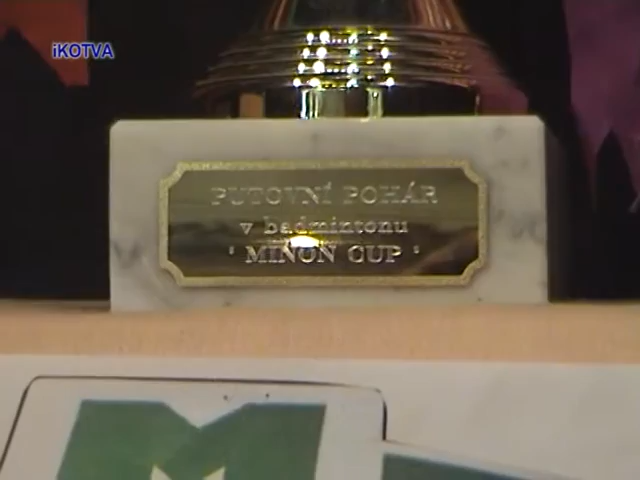 iKOTVA
PUTOVNÍ POHÁR
v badmintonu
' MINON CUP '
M